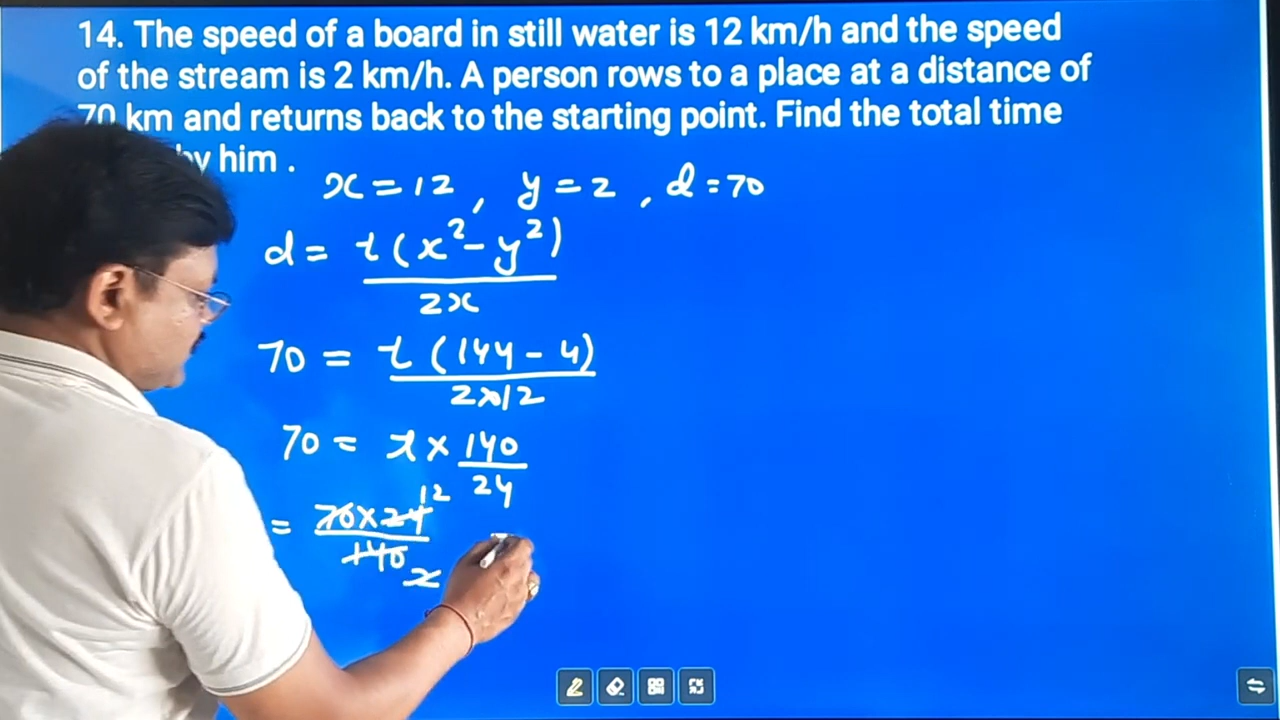 14. The speed of a board in still water is 12 km/h and the speed
of the stream is 2 km/h. A person rows to a place at a distance of
70 km and returns back to the starting point. Find the total time
by him .
x = 12 , y = 2 , d = 70
d = t(x² - y²)
2x
70 = t(144 - 4)
2x12
70 = t x 140
24
12
= 70x24
140
2